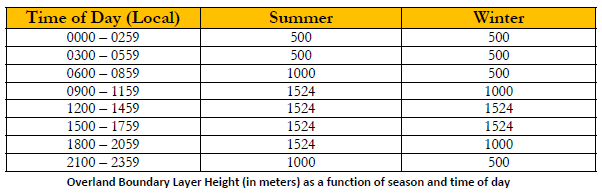 Time of Day (Local) Summer Winter
0000 – 0259 500 500
0300 – 0559 500 500
0600 – 0859 1000 500
0900 – 1159 1524 1000
1200 – 1459 1524 1524
1500 – 1759 1524 1524
1800 – 2059 1524 1000
2100 – 2359 1000 500
Overland Boundary Layer Height (in meters) as a function of season and time of day